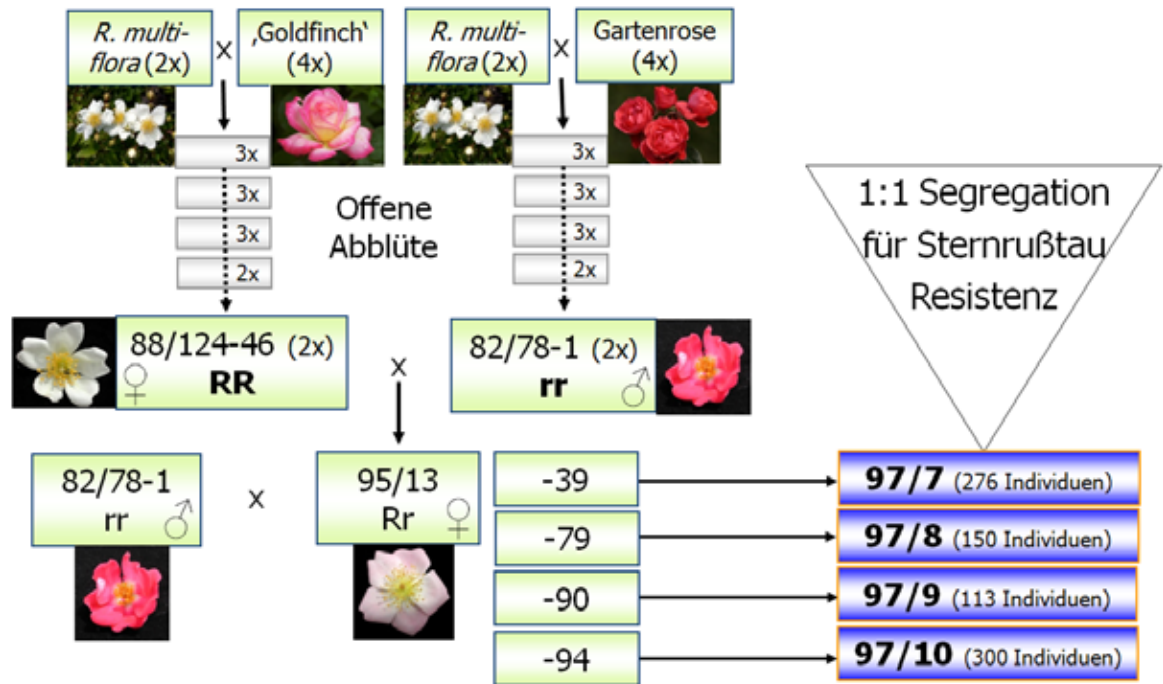 R. multi-
flora (2x)
X
‚Goldfinch‘
(4x)
R. multi-
flora (2x)
X
Gartenrose
(4x)
3x
3x
3x
2x
Offene
Abblüte
3x
3x
3x
2x
1:1 Segregation
für Sternrußtau
Resistenz
88/124-46 (2x)
♀
RR
X
82/78-1 (2x)
rr ♂
82/78-1
rr ♂
X
95/13
Rr ♀
-39
-79
-90
-94
97/7 (276 Individuen)
97/8 (150 Individuen)
97/9 (113 Individuen)
97/10 (300 Individuen)